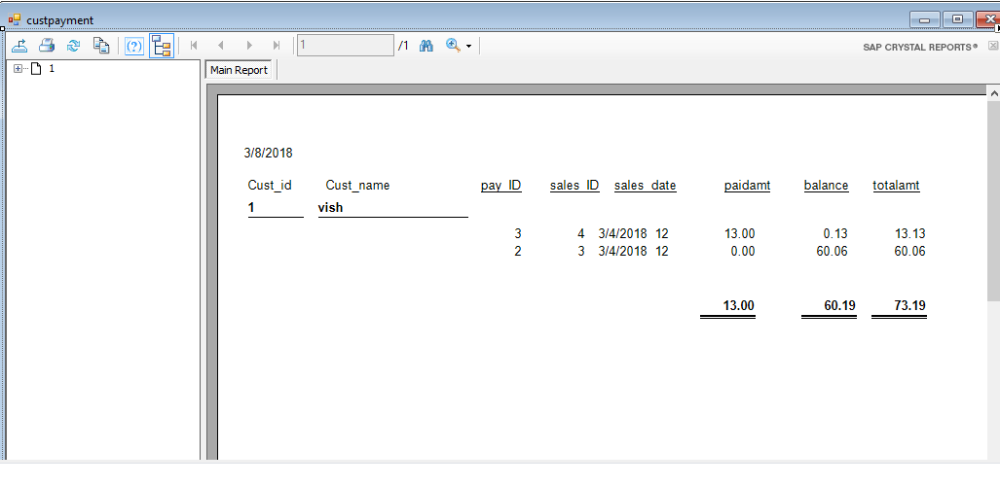 custpayment
1 /1 SAP CRYSTAL REPORTS®
1
Main Report
3/8/2018
Cust_id Cust_name pay_ID sales_ID sales_date paidamt balance totalamt
1 vish
3 4 3/4/2018 12 13.00 0.13 13.13
2 3 3/4/2018 12 0.00 60.06 60.06
13.00 60.19 73.19